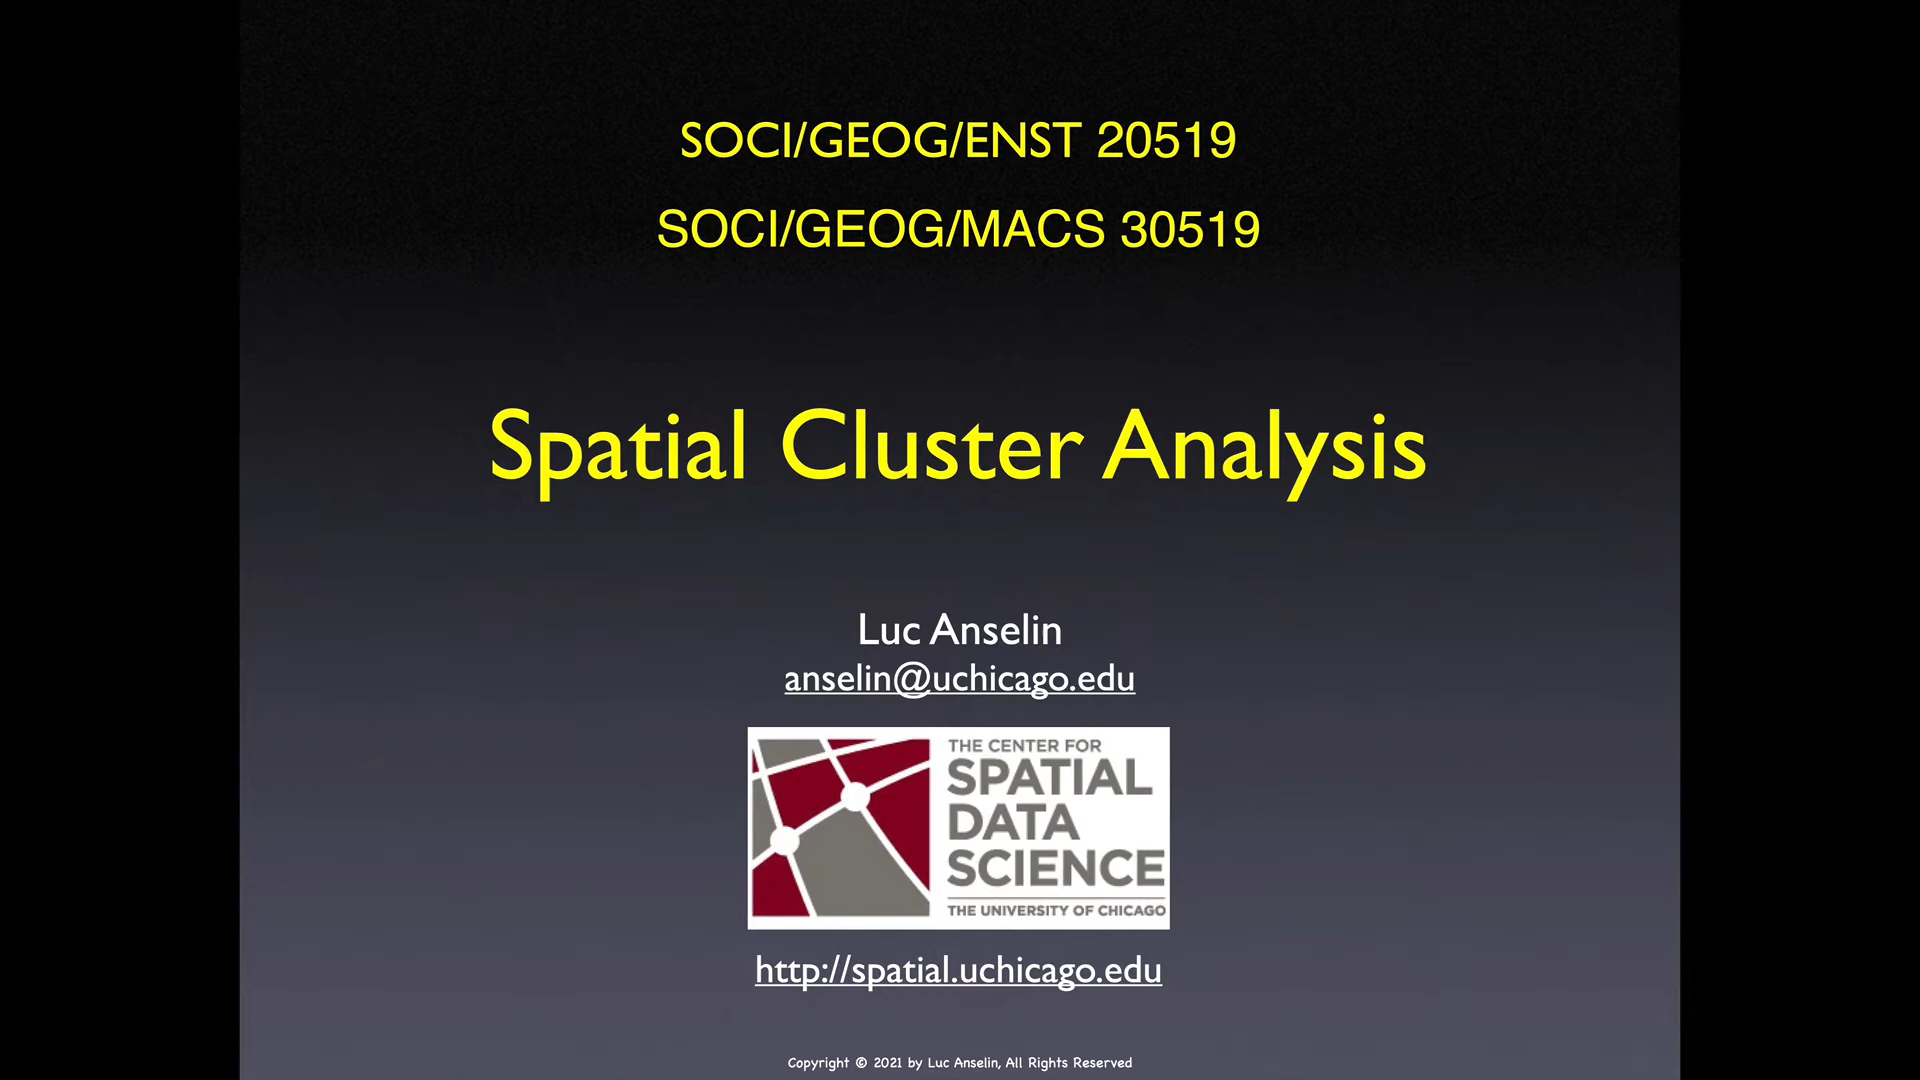 SOCI/GEOG/ENST 20519
SOCI/GEOG/MACS 30519
Spatial Cluster Analysis
Luc Anselin
anselin@uchicago.edu
THE CENTER FOR
SPATIAL
DATA
SCIENCE
THE UNIVERSITY OF CHICAGO
http://spatial.uchicago.edu
Copyright © 2021 by Luc Anselin, All Rights Reserved